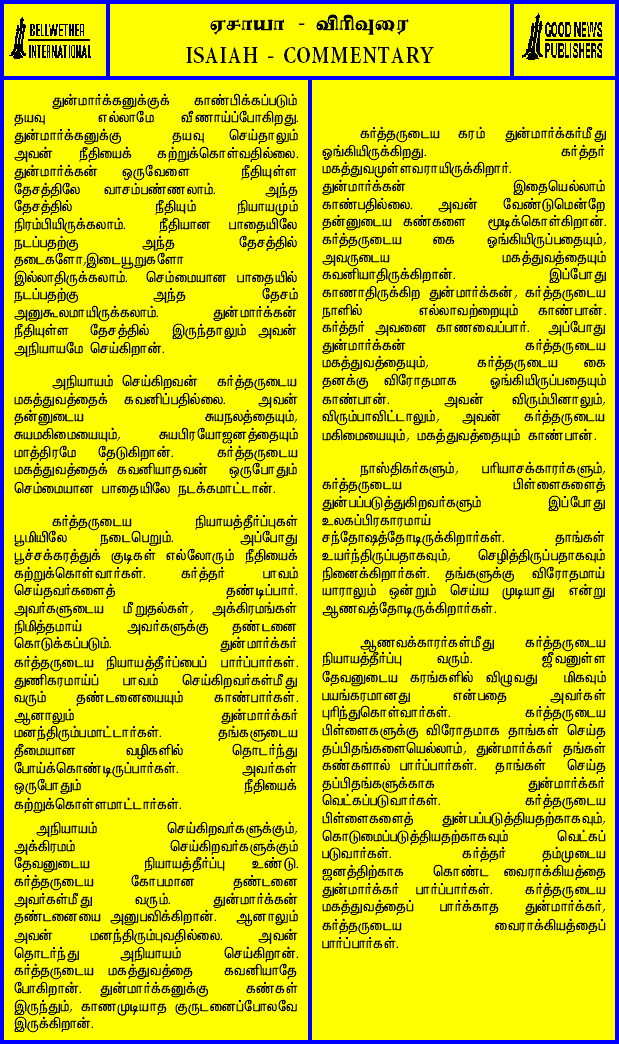 BELLWETHER
INTERNATIONAL
ஏசாயா - விரிவுரை
ISAIAH - COMMENTARY
GOOD NEWS
PUBLISHERS
துன்மார்க்கனுக்குக் காண்பிக்கப்படும்
தயவு எல்லாமே வீணாய்ப்போகிறது.
துன்மார்க்கனுக்கு தயவு செய்தாலும்
அவன் நீதியைக் கற்றுக்கொள்வதில்லை.
துன்மார்க்கன் ஒருவேளை நீதியுள்ள
தேசத்திலே வாசம்பண்ணலாம். அந்த
தேசத்தில் நீதியும் நியாயமும்
நிரம்பியிருக்கலாம். நீதியான பாதையிலே
நடப்பதற்கு அந்த தேசத்தில்
தடைகளோ,இடையூறுகளோ
இல்லாதிருக்கலாம். செம்மையான பாதையில்
நடப்பதற்கு அந்த தேசம்
அனுகூலமாயிருக்கலாம். துன்மார்க்கன்
நீதியுள்ள தேசத்தில் இருந்தாலும் அவன்
அநியாயமே செய்கிறான்.
அநியாயம் செய்கிறவன் கர்த்தருடைய
மகத்துவத்தைக் கவனிப்பதில்லை. அவன்
தன்னுடைய சுயநலத்தையும்,
சுயமகிமையையும், சுயபிரயோஜனத்தையும்
மாத்திரமே தேடுகிறான். கர்த்தருடைய
மகத்துவத்தைக் கவனியாதவன் ஒருபோதும்
செம்மையான பாதையிலே நடக்கமாட்டான்.
கர்த்தருடைய நியாயத்தீர்ப்புகள்
பூமியிலே நடைபெறும். அப்போது
பூச்சக்கரத்துக் குடிகள் எல்லோரும் நீதியைக்
கற்றுக்கொள்வார்கள். கர்த்தர் பாவம்
செய்தவர்களைத் தண்டிப்பார்.
அவர்களுடைய மீறுதல்கள், அக்கிரமங்கள்
நிமித்தமாய் அவர்களுக்கு தண்டனை
கொடுக்கப்படும். துன்மார்க்கர்
கர்த்தருடைய நியாயத்தீர்ப்பைப் பார்ப்பார்கள்.
துணிகரமாய்ப் பாவம் செய்கிறவர்கள்மீது
வரும் தண்டனையையும் காண்பார்கள்.
ஆனாலும் துன்மார்க்கர்
மனந்திரும்பமாட்டார்கள். தங்களுடைய
தீமையான வழிகளில் தொடர்ந்து
போய்க்கொண்டிருப்பார்கள். அவர்கள்
ஒருபோதும் நீதியைக்
கற்றுக்கொள்ளமாட்டார்கள்.
அநியாயம் செய்கிறவர்களுக்கும்,
அக்கிரமம் செய்கிறவர்களுக்கும்
தேவனுடைய நியாயத்தீர்ப்பு உண்டு.
கர்த்தருடைய கோபமான தண்டனை
அவர்கள்மீது வரும். துன்மார்க்கன்
தண்டனையை அனுபவிக்கிறான். ஆனாலும்
அவன் மனந்திரும்புவதில்லை. அவன்
தொடர்ந்து அநியாயம் செய்கிறான்.
கர்த்தருடைய மகத்துவத்தை கவனியாதே
போகிறான். துன்மார்க்கனுக்கு கண்கள்
இருந்தும், காணமுடியாத குருடனைப்போலவே
இருக்கிறான்.
கர்த்தருடைய கரம் துன்மார்க்கர்மீது
ஓங்கியிருக்கிறது. கர்த்தர்
மகத்துவமுள்ளவராயிருக்கிறார்.
துன்மார்க்கன் இதையெல்லாம்
காண்பதில்லை. அவன் வேண்டுமென்றே
தன்னுடைய கண்களை மூடிக்கொள்கிறான்.
கர்த்தருடைய கை ஓங்கியிருப்பதையும்,
அவருடைய மகத்துவத்தையும்
கவனியாதிருக்கிறான். இப்போது
காணாதிருக்கிற துன்மார்க்கன், கர்த்தருடைய
நாளில் எல்லாவற்றையும் காண்பான்.
கர்த்தர் அவனை காணவைப்பார். அப்போது
துன்மார்க்கன் கர்த்தருடைய
மகத்துவத்தையும், கர்த்தருடைய கை
தனக்கு விரோதமாக ஓங்கியிருப்பதையும்
காண்பான். அவன் விரும்பினாலும்,
விரும்பாவிட்டாலும், அவன் கர்த்தருடைய
மகிமையையும், மகத்துவத்தையும் காண்பான்.
நாஸ்திகர்களும், பரியாசக்காரர்களும்,
கர்த்தருடைய பிள்ளைகளைத்
துன்பப்படுத்துகிறவர்களும் இப்போது
உலகப்பிரகாரமாய்
சந்தோஷத்தோடிருக்கிறார்கள். தாங்கள்
உயர்ந்திருப்பதாகவும், செழித்திருப்பதாகவும்
நினைக்கிறார்கள். தங்களுக்கு விரோதமாய்
யாராலும் ஒன்றும் செய்ய முடியாது என்று
ஆணவத்தோடிருக்கிறார்கள்.
ஆணவக்காரர்கள்மீது கர்த்தருடைய
நியாயத்தீர்ப்பு வரும். ஜீவனுள்ள
தேவனுடைய கரங்களில் விழுவது மிகவும்
பயங்கரமானது என்பதை அவர்கள்
புரிந்துகொள்வார்கள். கர்த்தருடைய
பிள்ளைகளுக்கு விரோதமாக தாங்கள் செய்த
தப்பிதங்களையெல்லாம், துன்மார்க்கர் தங்கள்
கண்களால் பார்ப்பார்கள். தாங்கள் செய்த
தப்பிதங்களுக்காக துன்மார்க்கர்
வெட்கப்படுவார்கள். கர்த்தருடைய
பிள்ளைகளைத் துன்பப்படுத்தியதற்காகவும்,
கொடுமைப்படுத்தியதற்காகவும் வெட்கப்
படுவார்கள். கர்த்தர் தம்முடைய
ஜனத்திற்காக கொண்ட வைராக்கியத்தை
துன்மார்க்கர் பார்ப்பார்கள். கர்த்தருடைய
மகத்துவத்தைப் பார்க்காத துன்மார்க்கர்,
கர்த்தருடைய வைராக்கியத்தைப்
பார்ப்பார்கள்.